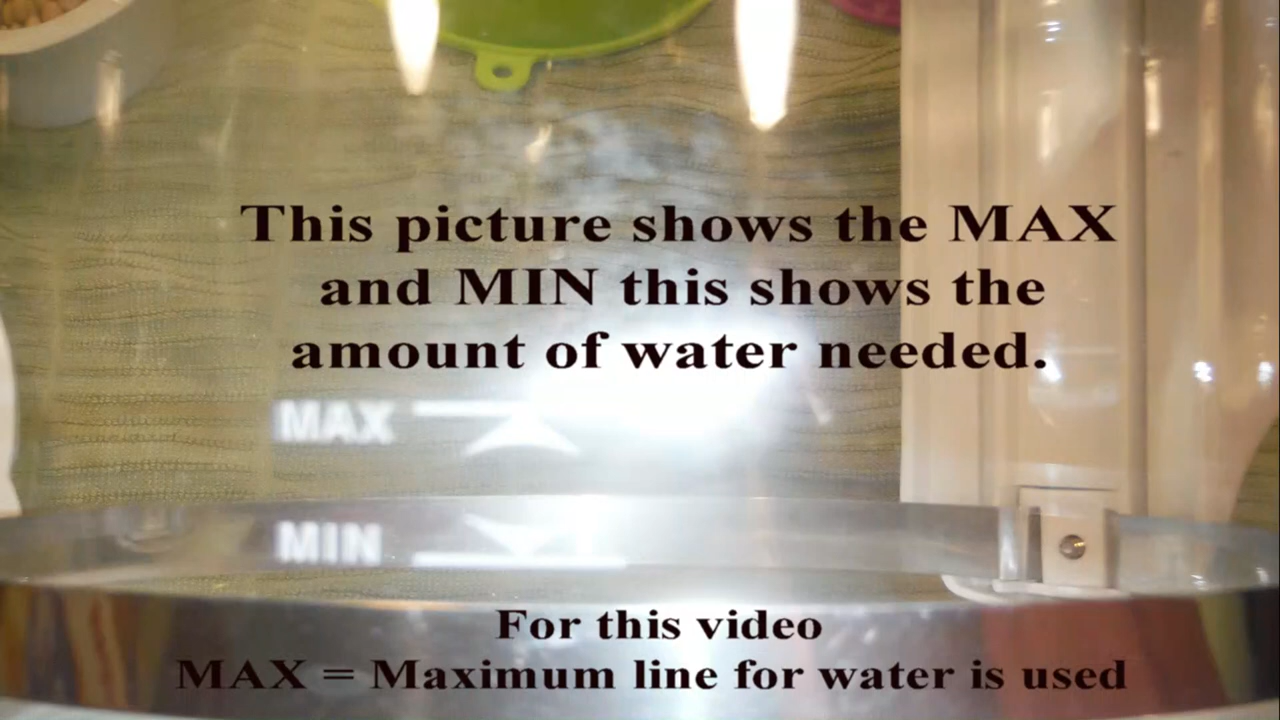 This picture shows the MAX
and MIN this shows the
amount of water needed.
MAX
MIN
For this video
MAX = Maximum line for water is used